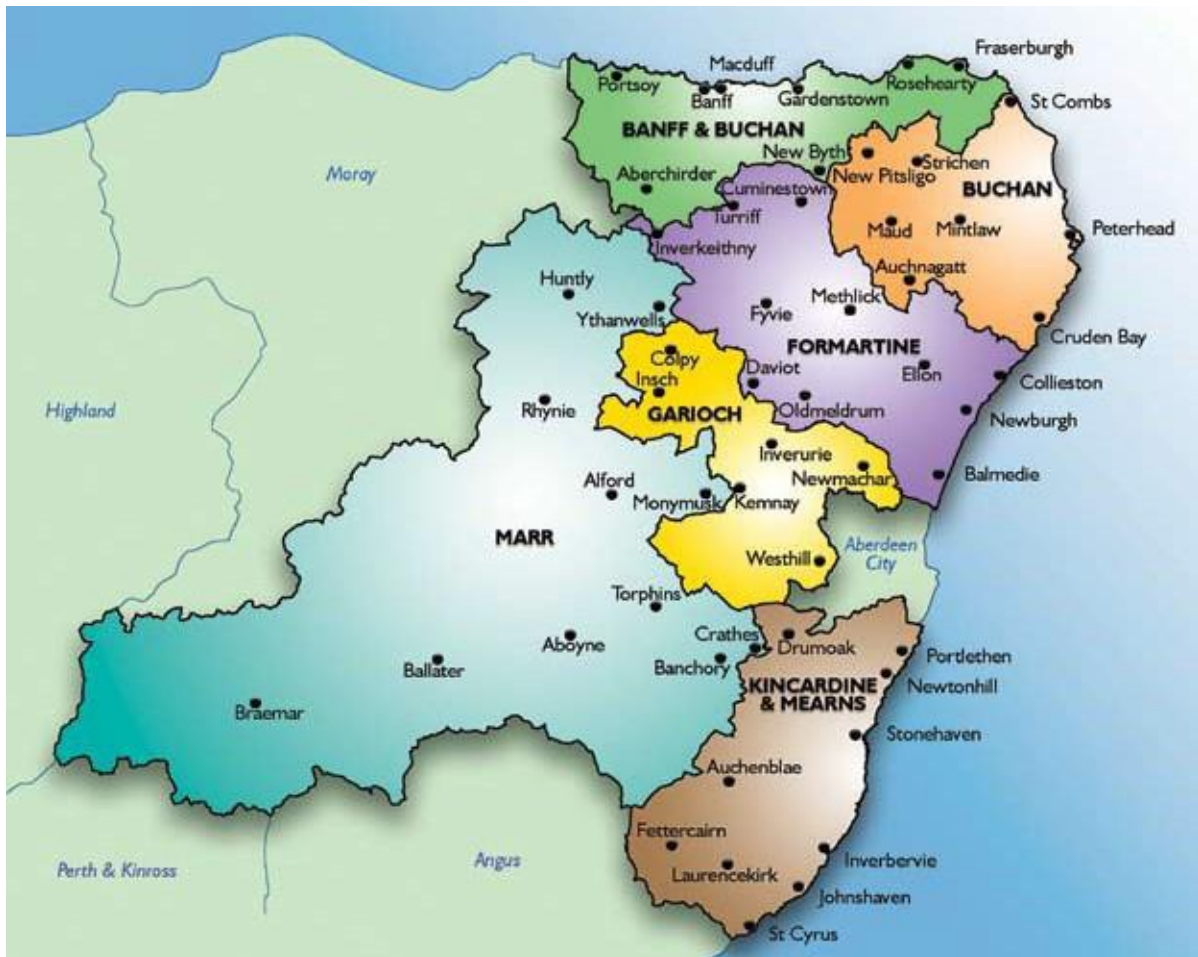 Fraserburgh
Macduff
Portsoy
Rosehearty
Banff
Gardenstown
St Combs
BANFF & BUCHAN
New Byth
Strichen
Moray
Aberchirder
New Pitsligo
Cuminestown
BUCHAN
Turriff
Maud
Mintlaw
Peterhead
Inverkeithny
Auchnagatt
Huntly
Methlick
Ythanwells
Fyvie
Cruden Bay
FORMARTINE
Colpy
Daviot
Ellon
Insch
Collieston
Highland
Rhynie
GARIOCH
Oldmeldrum
Newburgh
Inverurie
Alford
Newmachar
Balmedie
Monymusk
Kemnay
MARR
Westhill
Aberdeen
City
Torphins
Crathes
Aboyne
Drumoak
Portlethen
Ballater
Banchory
KINCARDINE
& MEARNS
Newtonhill
Braemar
Stonehaven
Auchenblae
Fettercairn
Perth & Kinross
Angus
Laurencekirk
Inverbervie
Johnshaven
St Cyrus